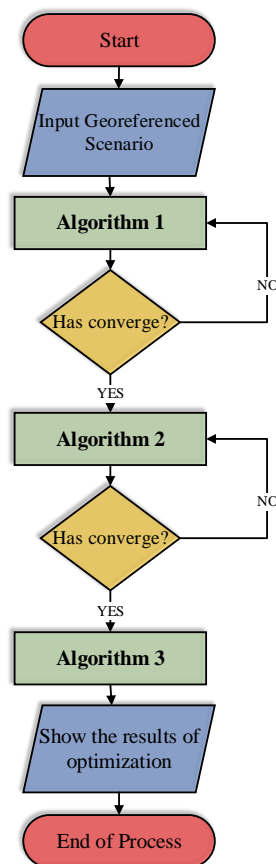 Start
Input Georeferenced
Scenario
Algorithm 1
NO
Has converge?
YES
Algorithm 2
NO
Has converge?
YES
Algorithm 3
Show the results of
optimization
End of Process